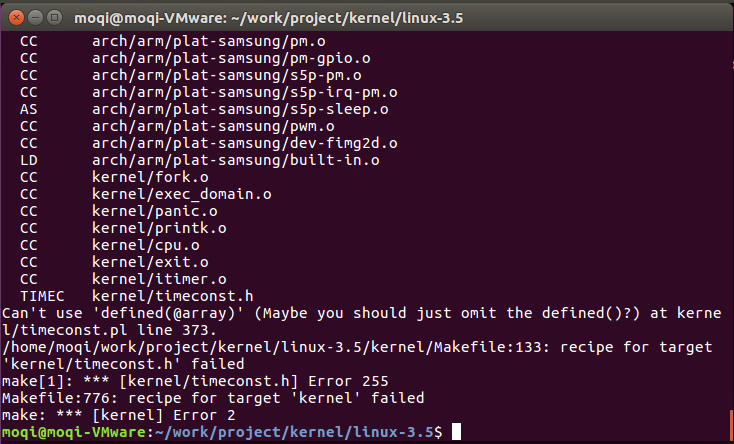 moqi@moqi-VMware: ~/work/project/kernel/linux-3.5
CC      arch/arm/plat-samsung/pm.o
CC      arch/arm/plat-samsung/pm-gpio.o
CC      arch/arm/plat-samsung/s5p-pm.o
CC      arch/arm/plat-samsung/s5p-irq-pm.o
AS      arch/arm/plat-samsung/s5p-sleep.o
CC      arch/arm/plat-samsung/pwm.o
CC      arch/arm/plat-samsung/dev-fimg2d.o
LD      arch/arm/plat-samsung/built-in.o
CC      kernel/fork.o
CC      kernel/exec_domain.o
CC      kernel/panic.o
CC      kernel/printk.o
CC      kernel/cpu.o
CC      kernel/exit.o
CC      kernel/itimer.o
TIMEC   kernel/timeconst.h
Can't use 'defined(@array)' (Maybe you should just omit the defined()?) at kerne
l/timeconst.pl line 373.
/home/moqi/work/project/kernel/linux-3.5/kernel/Makefile:133: recipe for target
'kernel/timeconst.h' failed
make[1]: *** [kernel/timeconst.h] Error 255
Makefile:776: recipe for target 'kernel' failed
make: *** [kernel] Error 2
moqi@moqi-VMware:~/work/project/kernel/linux-3.5$